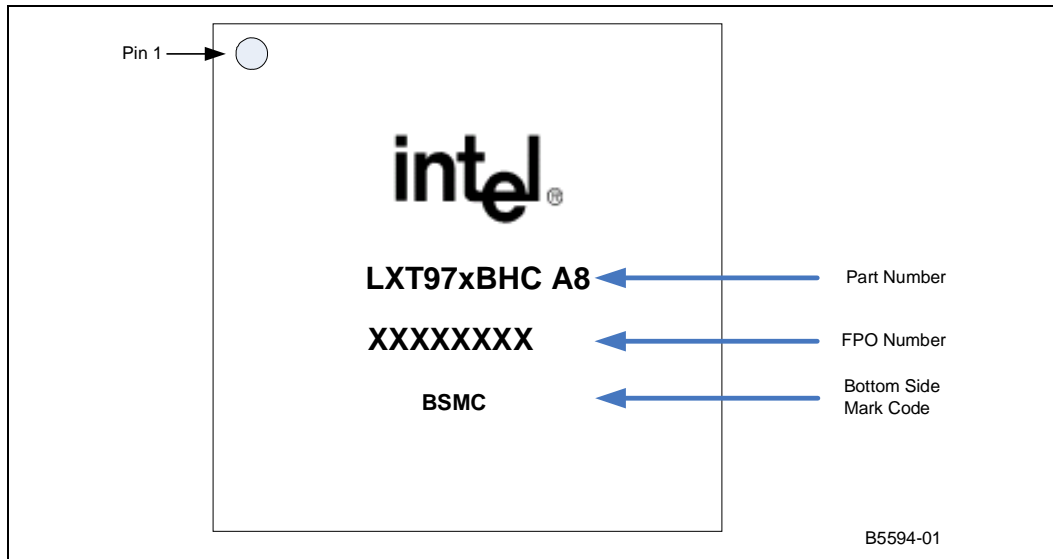 Pin 1
intel®
LXT97xBHC A8
Part Number
XXXXXXXX
FPO Number
BSMC
Bottom Side
Mark Code
B5594-01